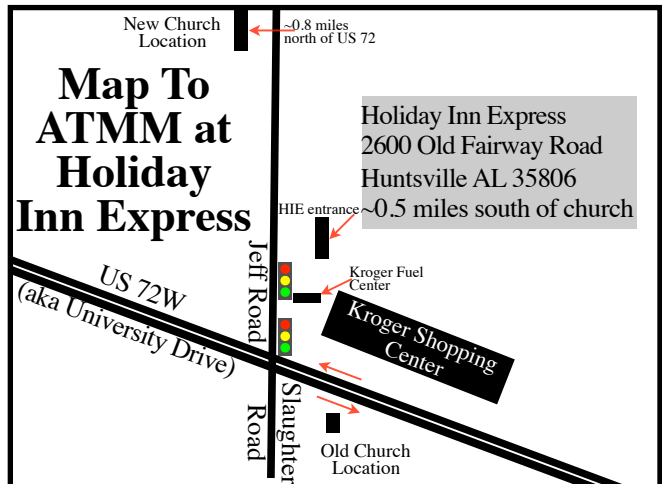 New Church
Location
~0.8 miles
north of US 72
Map To
ATMM at
Holiday
Inn Express
Holiday Inn Express
2600 Old Fairway Road
Huntsville AL 35806
~0.5 miles south of church
HIE entrance
Jeff Road
Kroger Fuel
Center
US 72W
(aka University Drive)
Kroger Shopping
Center
Slaughter
Road
Old Church
Location